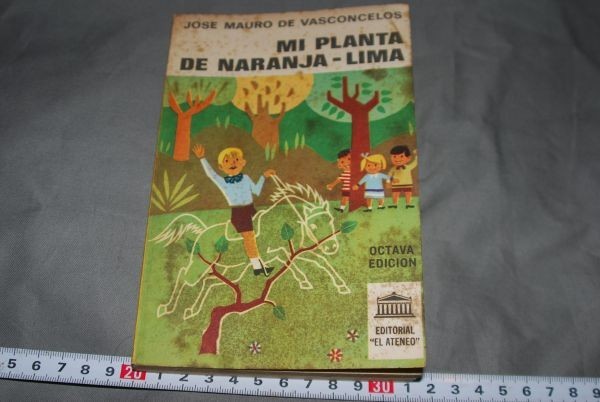 JOSE MAURO DE VASCONCELOS
MI PLANTA
DE NARANJA-LIMA
OCTAVA
EDICION
EDITORIAL
"EL ATENEO"
5 6 7 8 9 20 1 2 3 4 5 6 7 8 9 30 1 2 3 4 5 6 7 8